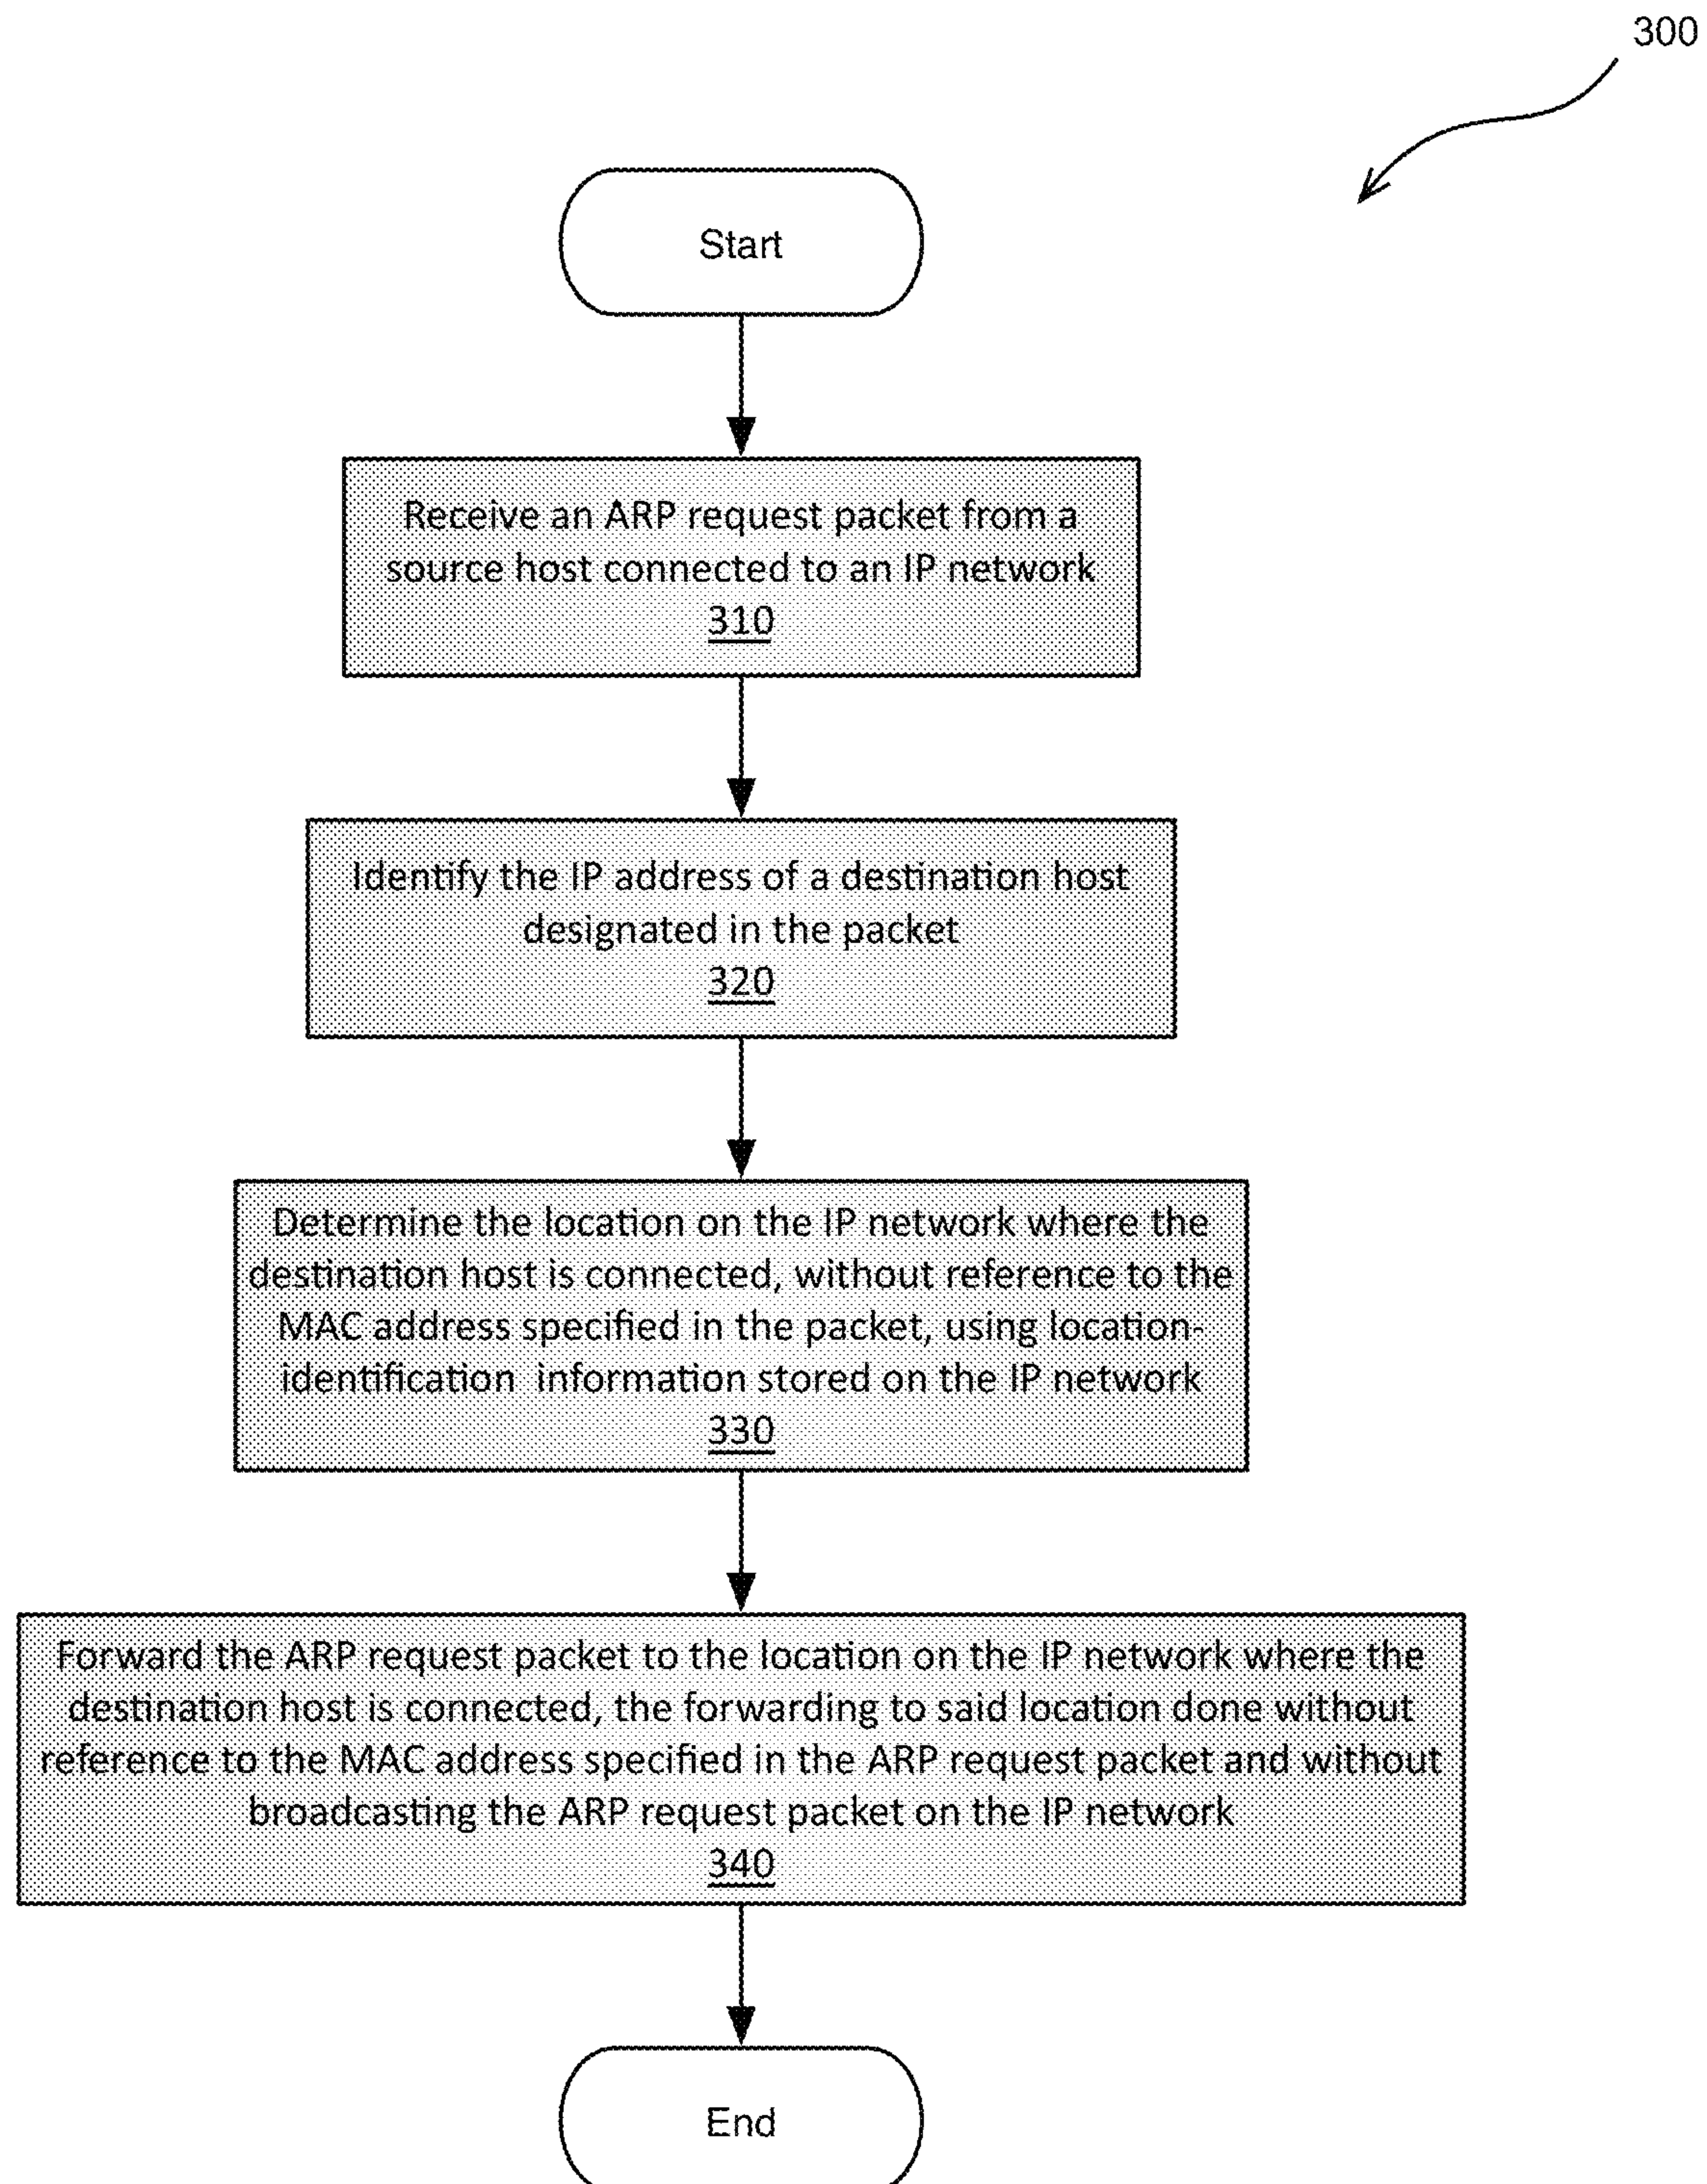 300
Start
Receive an ARP request packet from a
source host connected to an IP network
310
Identify the IP address of a destination host
designated in the packet
320
Determine the location on the IP network where the
destination host is connected, without reference to the
MAC address specified in the packet, using location-
identification information stored on the IP network
330
Forward the ARP request packet to the location on the IP network where the
destination host is connected, the forwarding to said location done without
reference to the MAC address specified in the ARP request packet and without
broadcasting the ARP request packet on the IP network
340
End